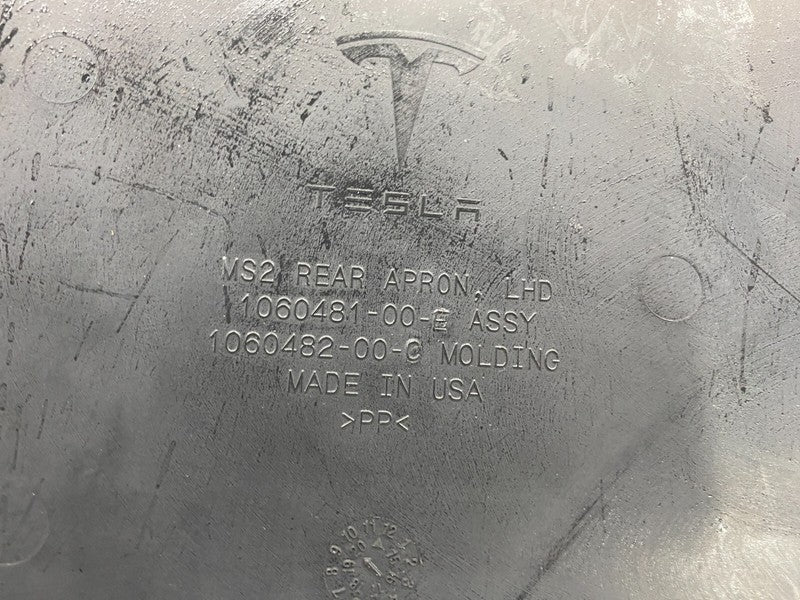 TESLA
MS2 REAR APRON, LHD
1060481-00-E ASSY
1060482-00-C MOLDING
MADE IN USA
>PP<